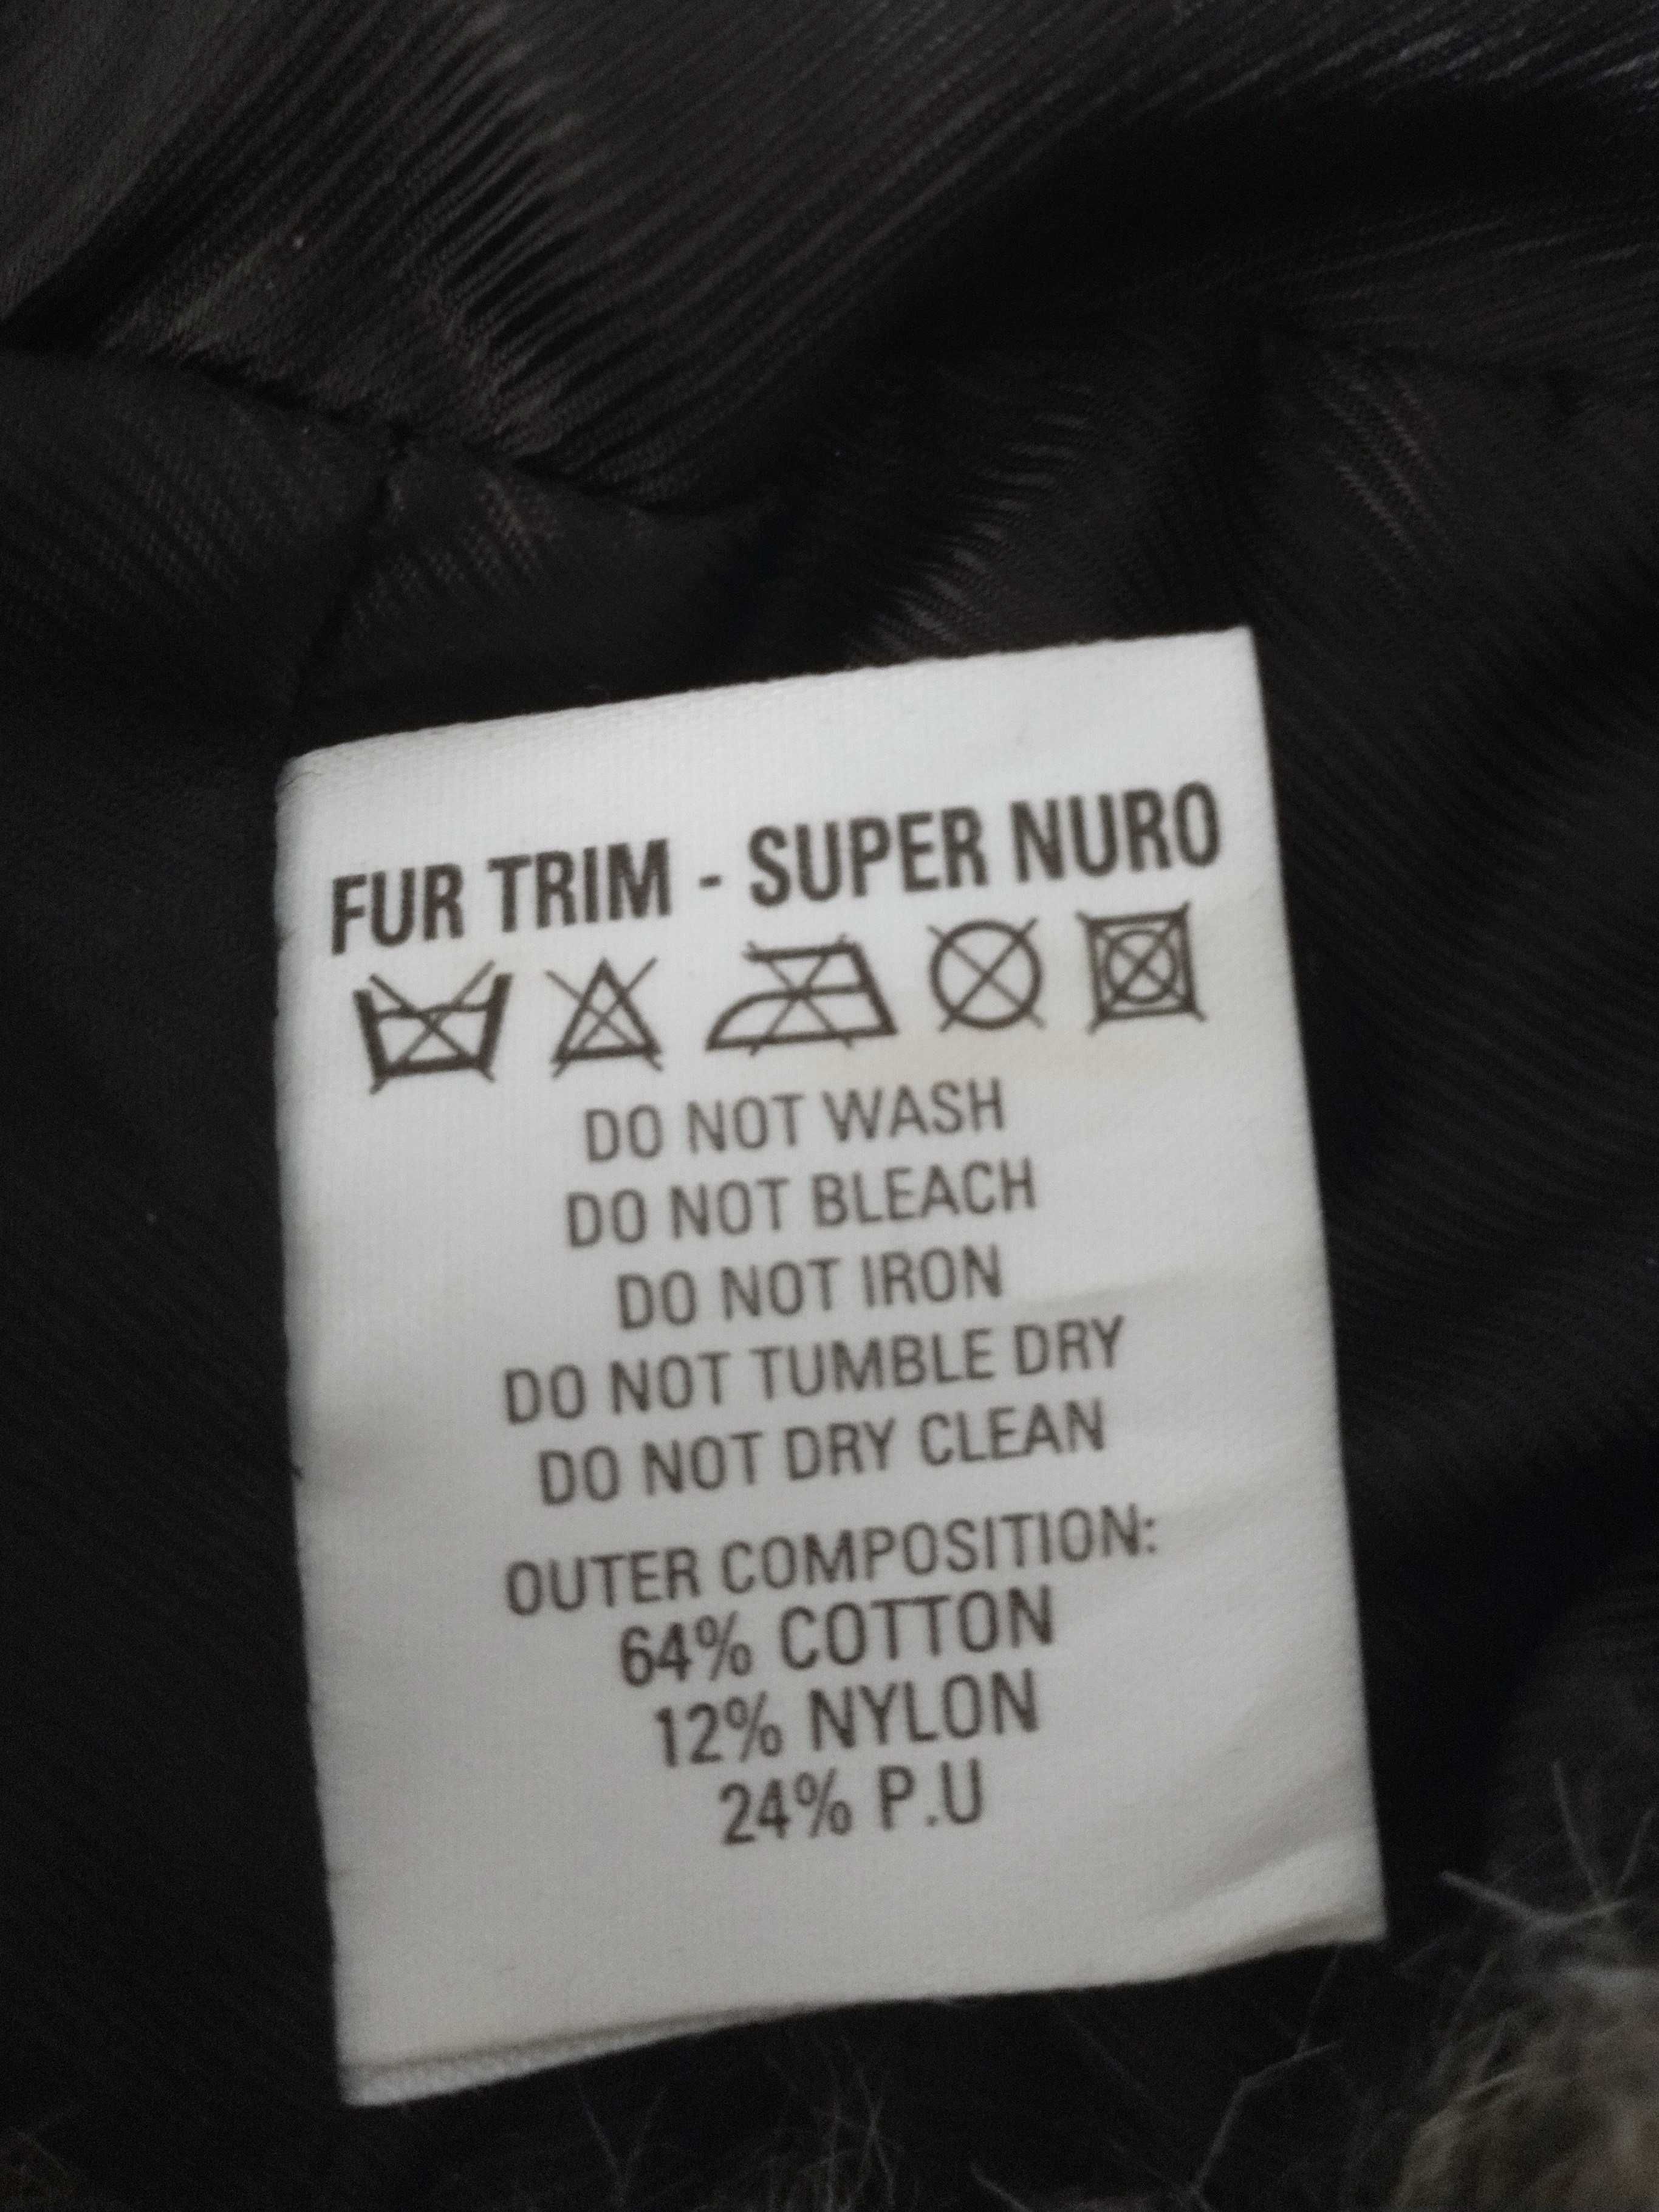 FUR TRIM - SUPER NURO
DO NOT WASH
DO NOT BLEACH
DO NOT IRON
DO NOT TUMBLE DRY
DO NOT DRY CLEAN
OUTER COMPOSITION:
64% COTTON
12% NYLON
24% P.U